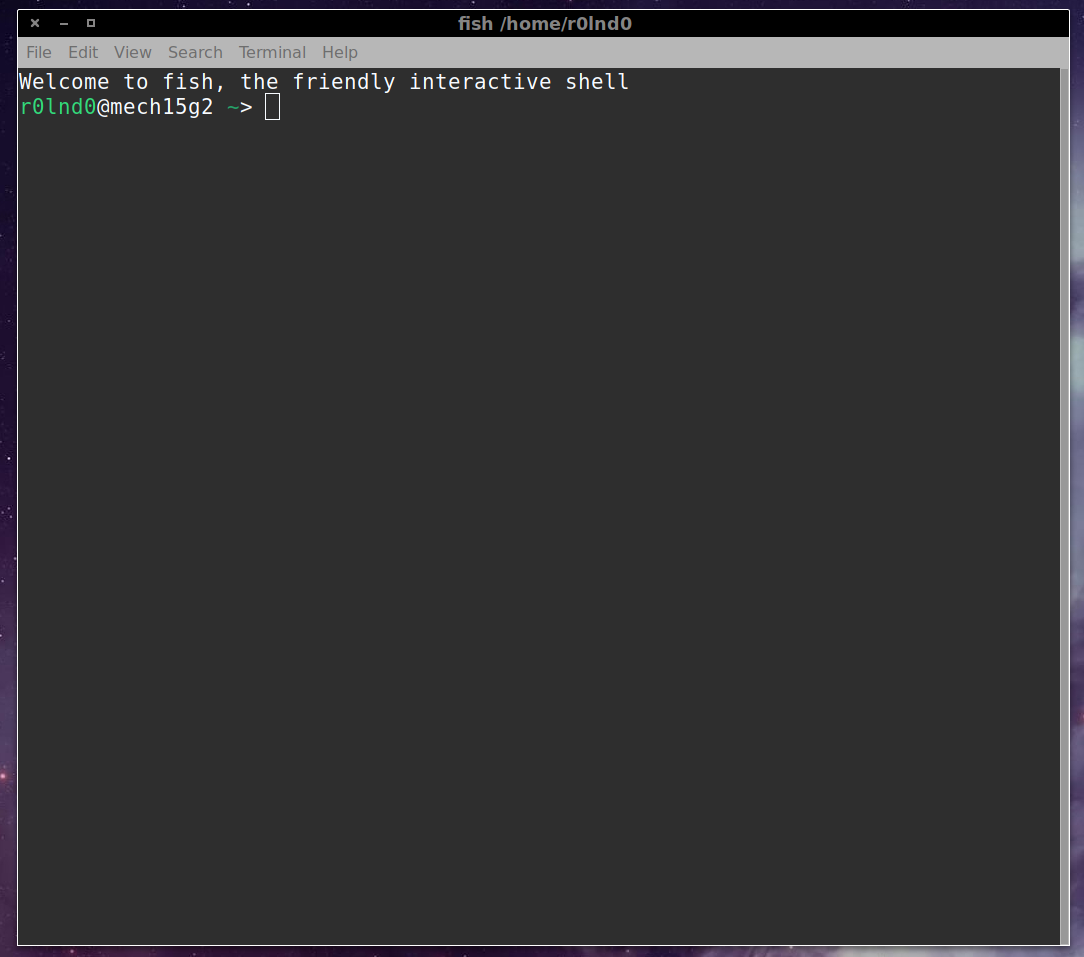 fish /home/r0lnd0
File Edit View Search Terminal Help
Welcome to fish, the friendly interactive shell
r0lnd0@mech15g2 ~>